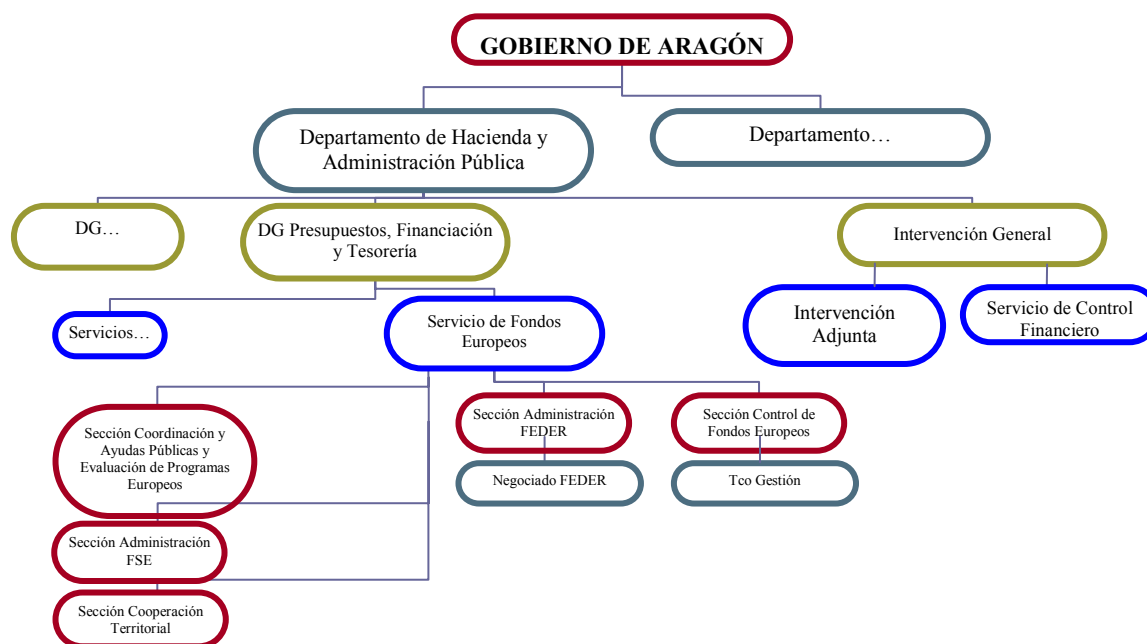 GOBIERNO DE ARAGÓN
Departamento de Hacienda y
Administración Pública
Departamento…
DG…
DG Presupuestos, Financiación
y Tesorería
Intervención General
Servicios…
Servicio de Fondos
Europeos
Intervención
Adjunta
Servicio de Control
Financiero
Sección Coordinación y
Ayudas Públicas y
Evaluación de Programas
Europeos
Sección Administración
FEDER
Sección Control de
Fondos Europeos
Negociado FEDER
Tco Gestión
Sección Administración
FSE
Sección Cooperación
Territorial